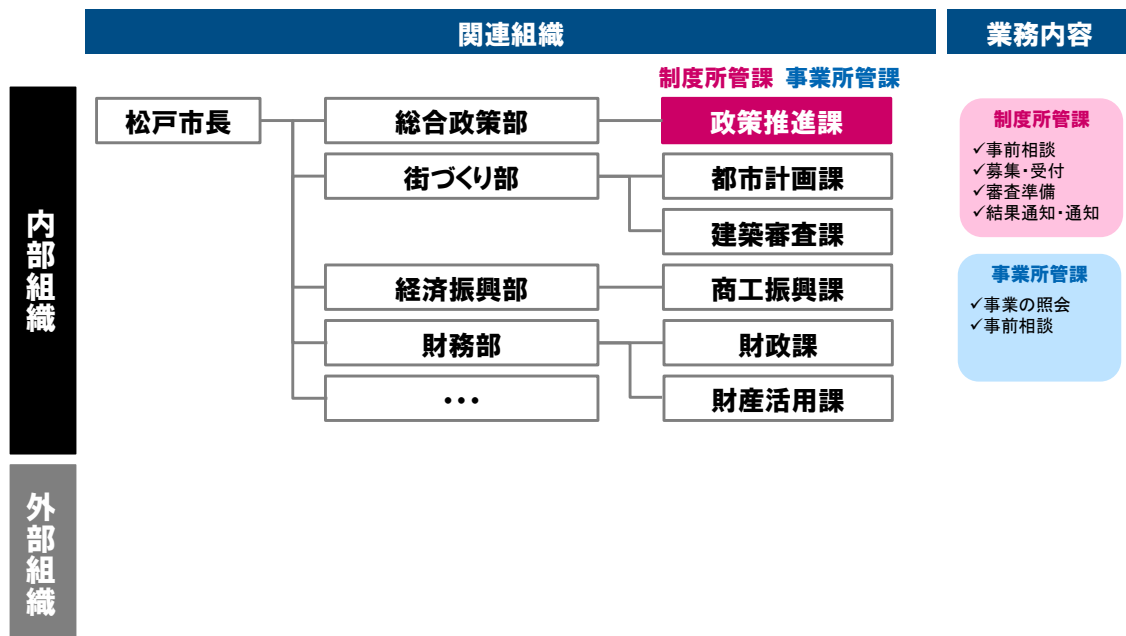 関連組織
業務内容
制度所管課 事業所管課
内部組織
松戸市長
総合政策部
政策推進課
街づくり部
都市計画課
建築審査課
経済振興部
商工振興課
財務部
財政課
・・・
財産活用課
制度所管課
✓事前相談
✓募集・受付
✓審査準備
✓結果通知・通知
事業所管課
✓事業の照会
✓事前相談
外部組織